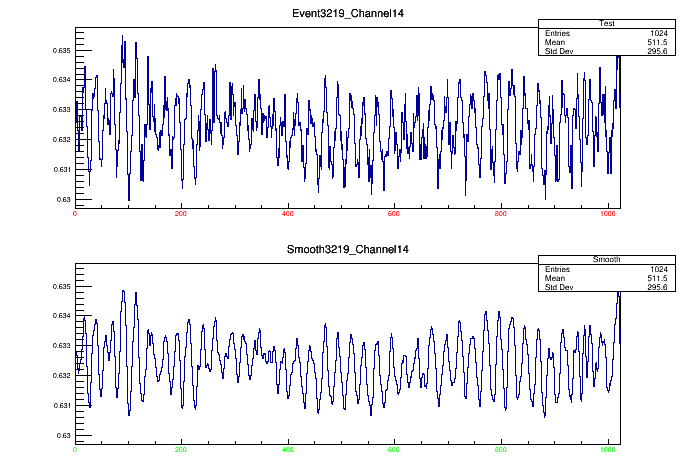 Event3219_Channel14
Test
Entries 1024
Mean 511.5
Std Dev 295.6
0.635
0.634
0.633
0.632
0.631
0.63
0 200 400 600 800 1000
Smooth3219_Channel14
Smooth
Entries 1024
Mean 511.5
Std Dev 295.6
0.635
0.634
0.633
0.632
0.631
0.63
0 200 400 600 800 1000